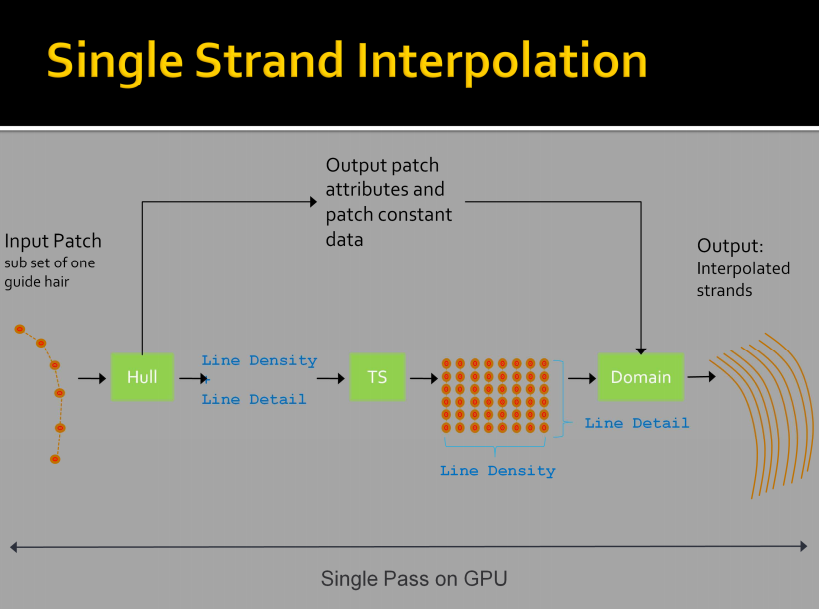 Single Strand Interpolation
Output patch
attributes and
patch constant
data
Input Patch
sub set of one
guide hair
Output:
Interpolated
strands
Hull
Line Density
+
Line Detail
TS
Domain
Line Detail
Line Density
Single Pass on GPU